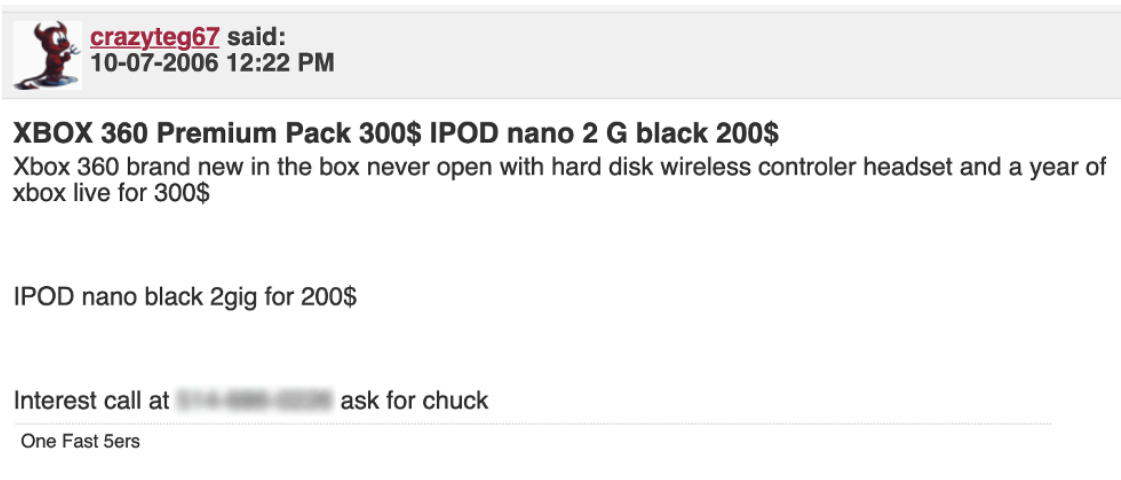 crazyteg67 said:
10-07-2006 12:22 PM
XBOX 360 Premium Pack 300$ IPOD nano 2 G black 200$
Xbox 360 brand new in the box never open with hard disk wireless controler headset and a year of
xbox live for 300$
IPOD nano black 2gig for 200$
Interest call at ask for chuck
One Fast 5ers